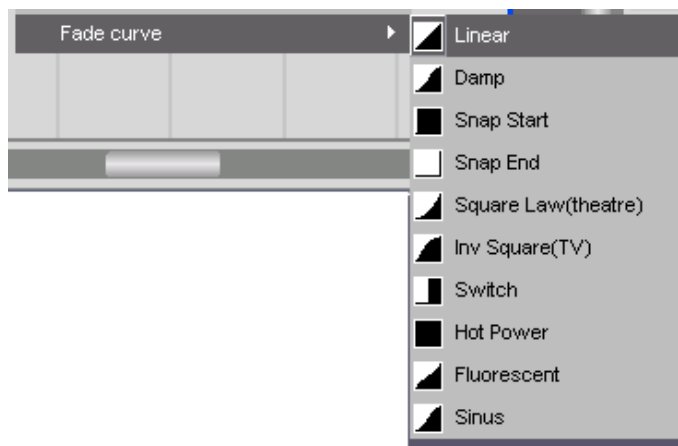 Fade curve
Linear
Damp
Snap Start
Snap End
Square Law(theatre)
Inv Square(TV)
Switch
Hot Power
Fluorescent
Sinus